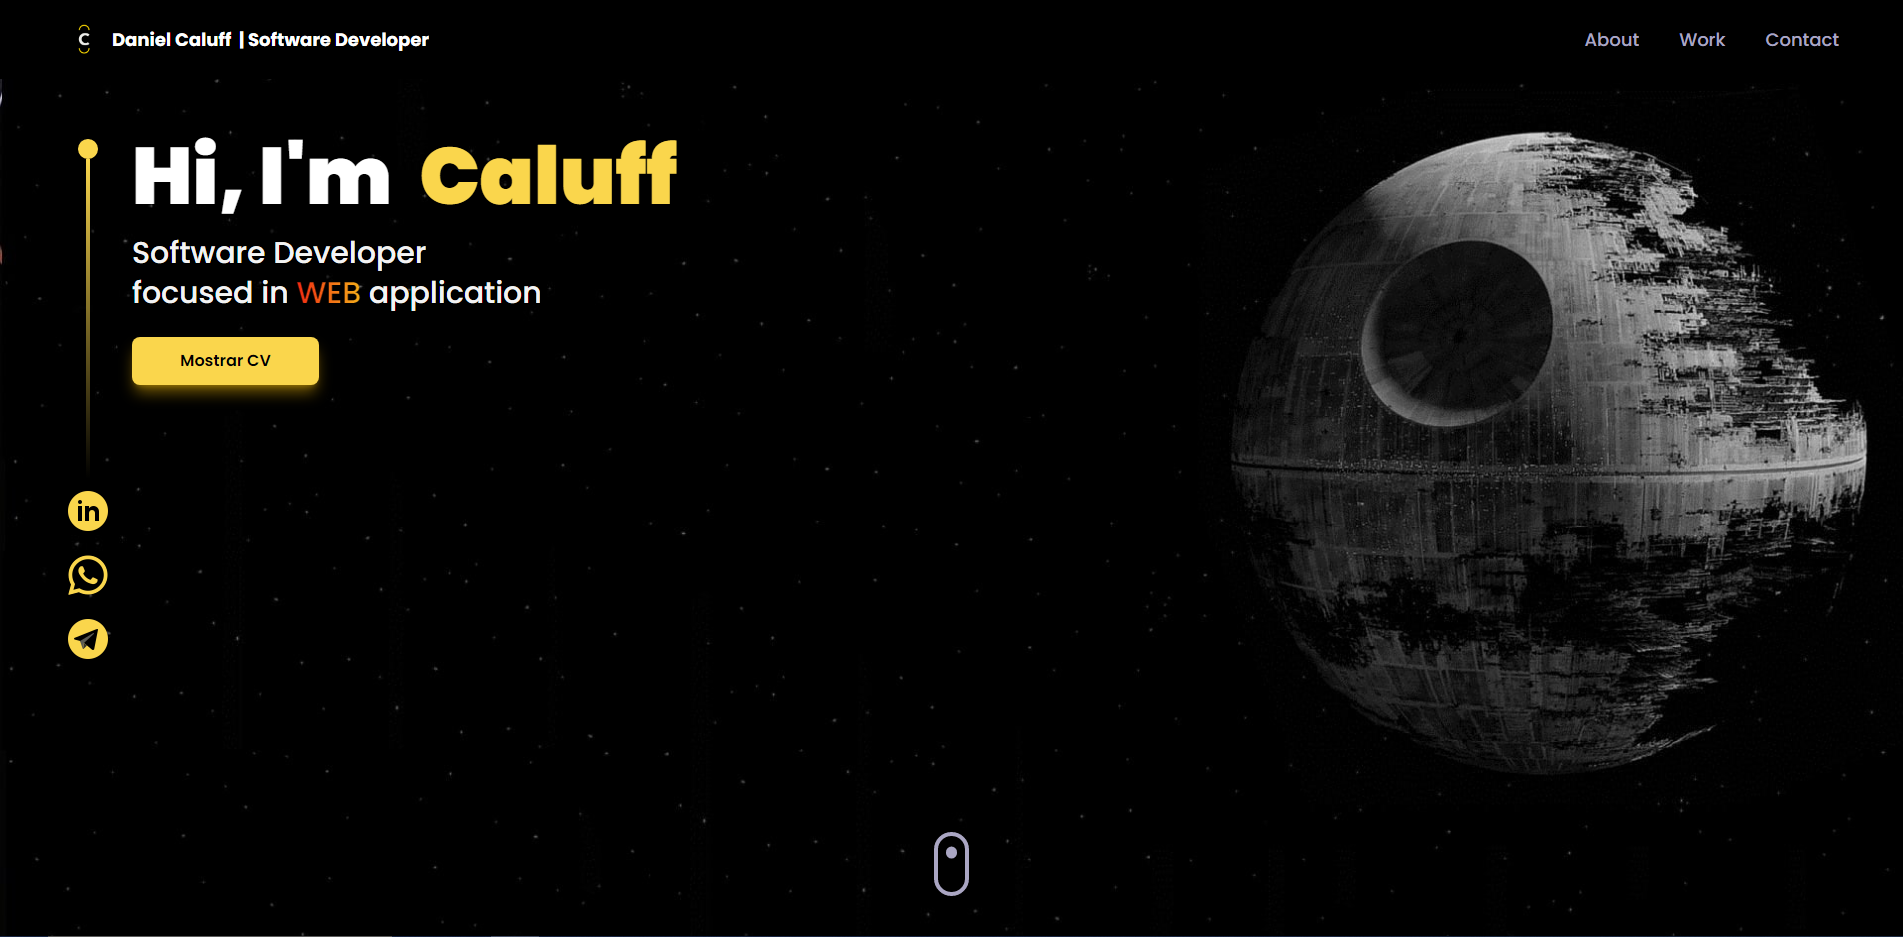 C Daniel Caluff | Software Developer
About Work Contact
Hi, I'm Caluff
Software Developer
focused in WEB application
Mostrar CV
in